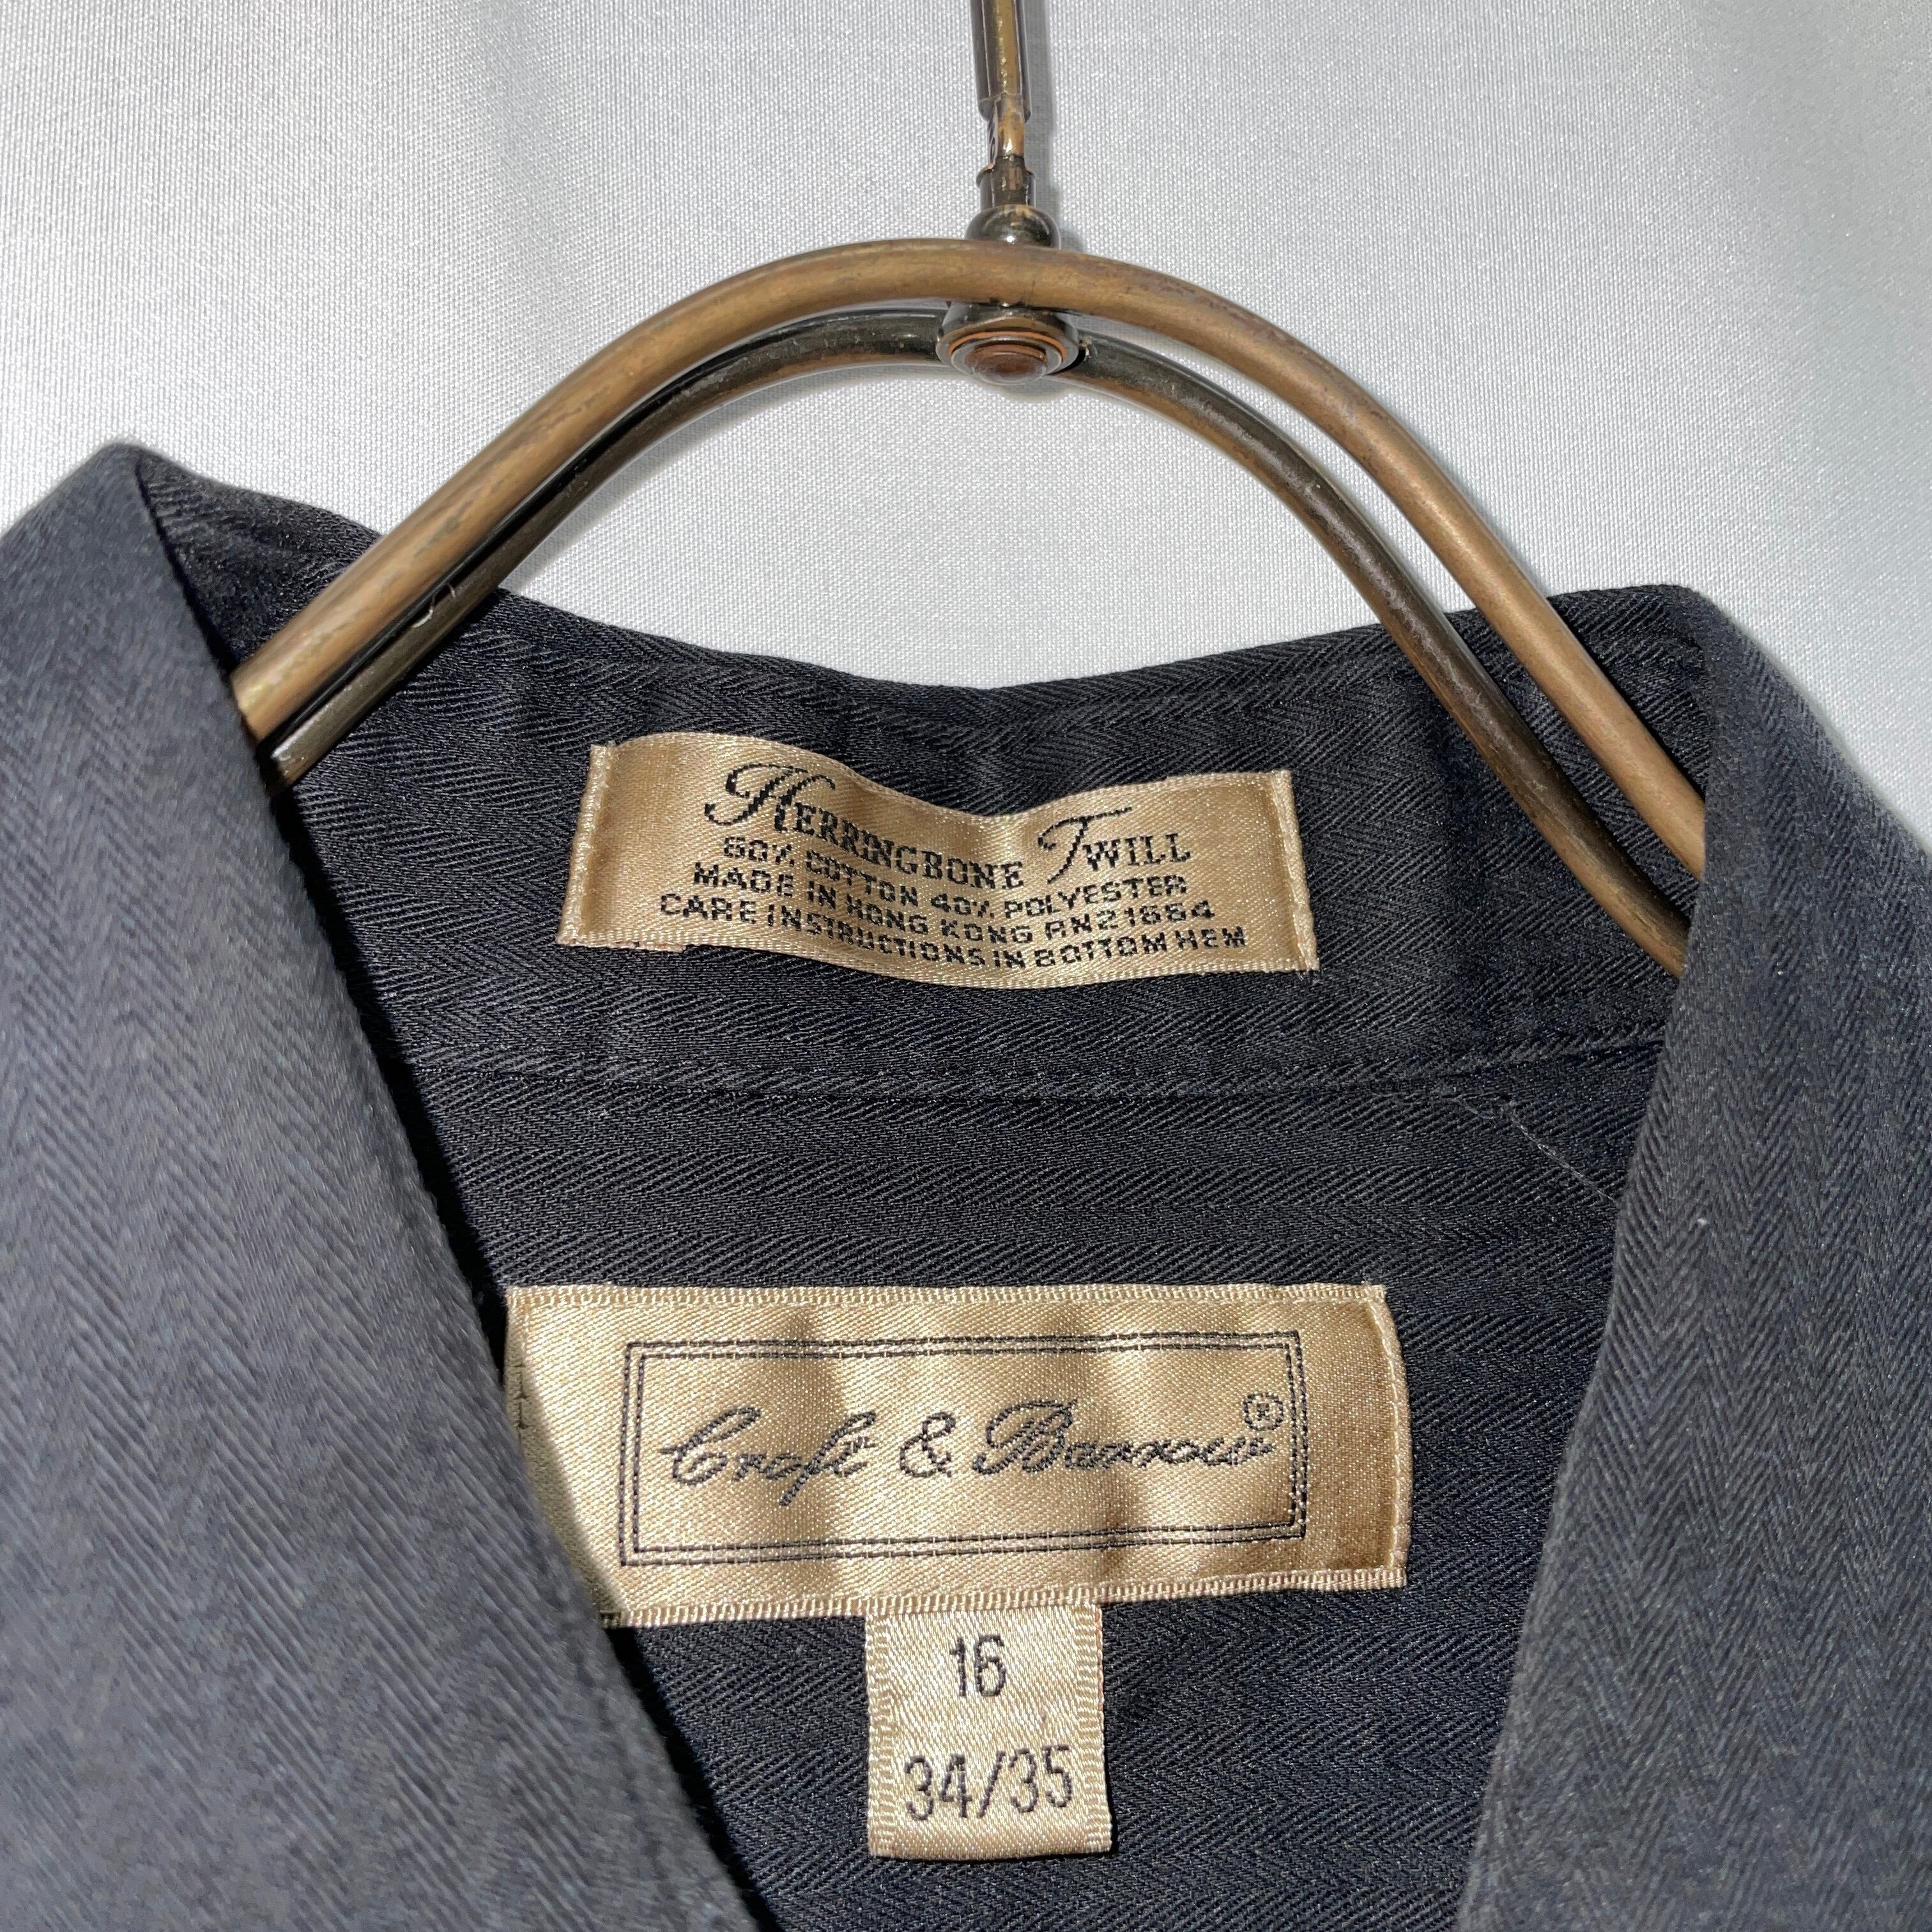 HERRINGBONE TWILL
60% COTTON 40% POLYESTER
MADE IN HONG KONG RN21664
CARE INSTRUCTIONS IN BOTTOM HEM
Croft & Barrow®
16
34/35